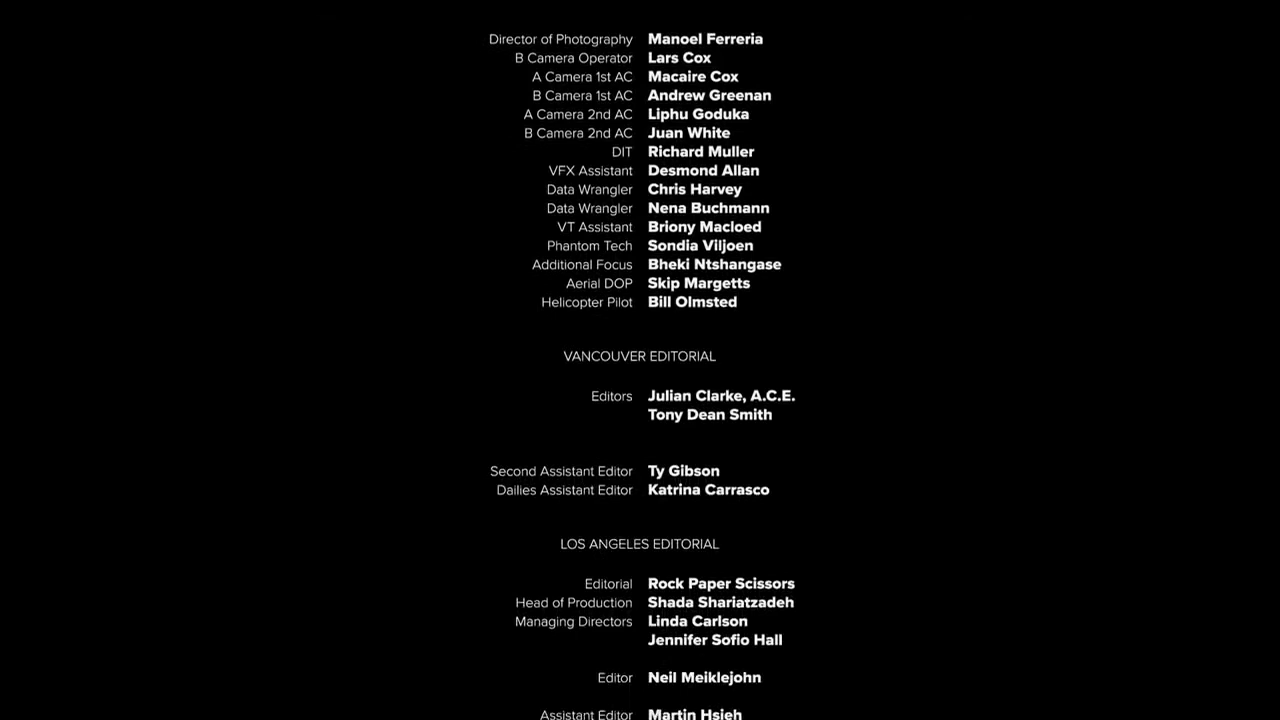 Director of Photography Manoel Ferreria
B Camera Operator Lars Cox
A Camera 1st AC Macaire Cox
B Camera 1st AC Andrew Greenan
A Camera 2nd AC Liphu Goduka
B Camera 2nd AC Juan White
DIT Richard Muller
VFX Assistant Desmond Allan
Data Wrangler Chris Harvey
Data Wrangler Nena Buchmann
VT Assistant Briony Macloed
Phantom Tech Sondia Viljoen
Additional Focus Bheki Ntshangase
Aerial DOP Skip Margetts
Helicopter Pilot Bill Olmsted
VANCOUVER EDITORIAL
Editors Julian Clarke, A.C.E.
Tony Dean Smith
Second Assistant Editor Ty Gibson
Dailies Assistant Editor Katrina Carrasco
LOS ANGELES EDITORIAL
Editorial Rock Paper Scissors
Head of Production Shada Shariatzadeh
Managing Directors Linda Carlson
Jennifer Sofio Hall
Editor Neil Meiklejohn
Assistant Editor Martin Hsieh